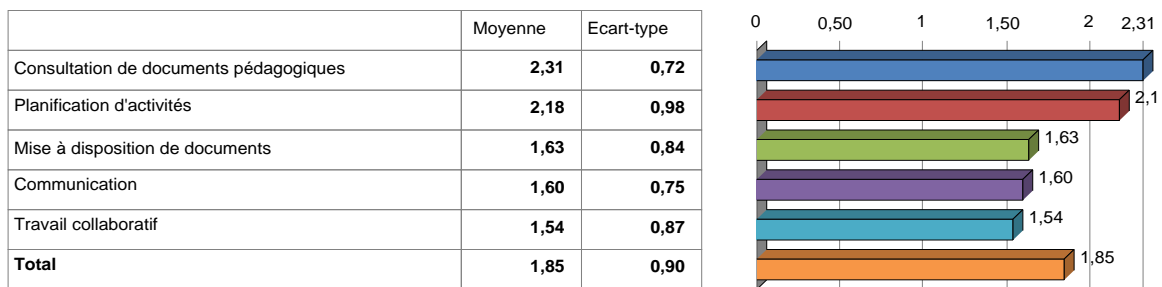 Moyenne Ecart-type
Consultation de documents pédagogiques 2,31 0,72
Planification d'activités 2,18 0,98
Mise à disposition de documents 1,63 0,84
Communication 1,60 0,75
Travail collaboratif 1,54 0,87
Total 1,85 0,90
0 0,50 1 1,50 2 2,31
2,1
1,63
1,60
1,54
1,85